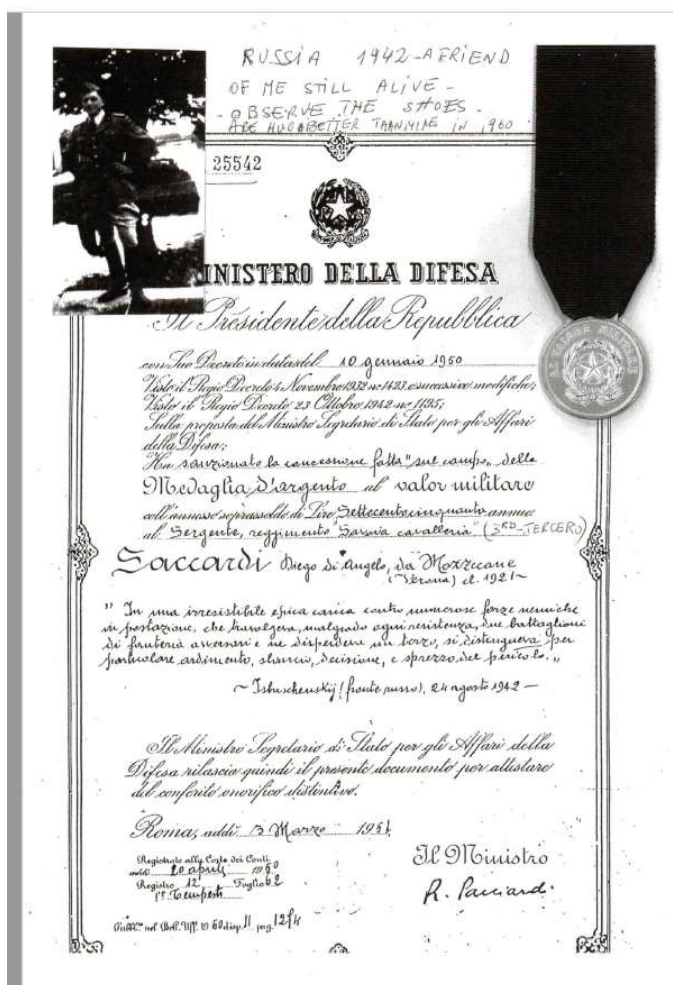 RUSSIA 1942 - A FRIEND
OF ME STILL ALIVE -
- OBSERVE THE SHOES -
ARE BETTER THAN MINE in 1960
25542
MINISTERO DELLA DIFESA
Il Presidente della Repubblica
con Suo Decreto in data del 10 gennaio 1950
Visto il Regio Decreto 4 Novembre 1932 n° 1423 e successive modifiche;
Visto il Regio Decreto 23 Ottobre 1942 n° 1195;
Sulla proposta del Ministro Segretario di Stato per gli Affari
della Difesa;
Ha sanzionato la concessione fatta "sul campo" della
Medaglia d'argento al valor militare
coll'annesso soprassoldo di Lire Settecentocinquanta annue
al Sergente, reggimento "Savoia cavalleria" (3RD-TERCERO)
Saccardi Diego di Angelo, da Mozzecane
(Verona) cl. 1921 ~
" In una irresistibile epica carica contro numerose forze nemiche
in postazione, che travolgeva, malgrado ogni resistenza, due battaglioni
di fanteria avversari e ne disperdeva un terzo, si distingueva per
particolare ardimento, slancio, decisione, e sprezzo del pericolo. „
~ Isbuschenskij (fronte russo), 24 agosto 1942 —
Il Ministro Segretario di Stato per gli Affari della
Difesa rilascia quindi il presente documento per attestare
del conferito onorifico distintivo.
Roma, addì 3 Marzo 1951
Registrato alla Corte dei Conti
addì 20 aprile 1950
Registro 12 Foglio 62
Il Ministro
R. Pacciardi
AL VALORE MILITARE